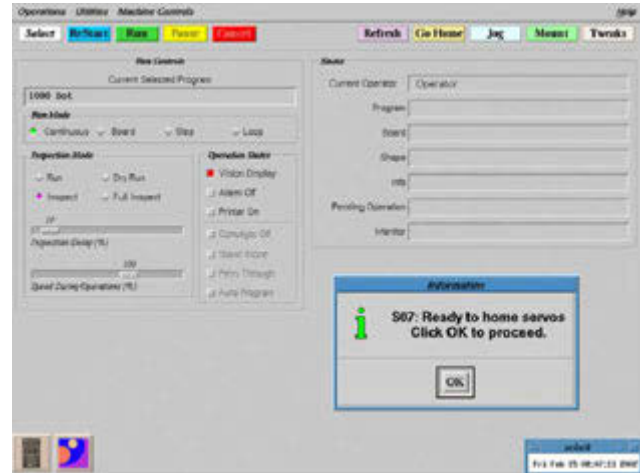 Operations Utilities Machine Controls Help
Select ReStart Run Pause Cancel Refresh Go Home Jog Mount Tweaks
Run Controls
Current Selected Program
1000 Bot
Run Mode
Continuous Board Step Loop
Inspection Mode
Run Dry Run
Inspect Full Inspect
Inspection Delay (%)
100
Speed During Operations (%)
Operation States
Vision Display
Alarm Off
Printer On
Conveyor Off
Stand Alone
Pass Through
Auto Program
Status
Current Operator Operator
Program
Board
Shape
Info
Pending Operation
Monitor
Information
S07: Ready to home servos
Click OK to proceed.
OK
xclock